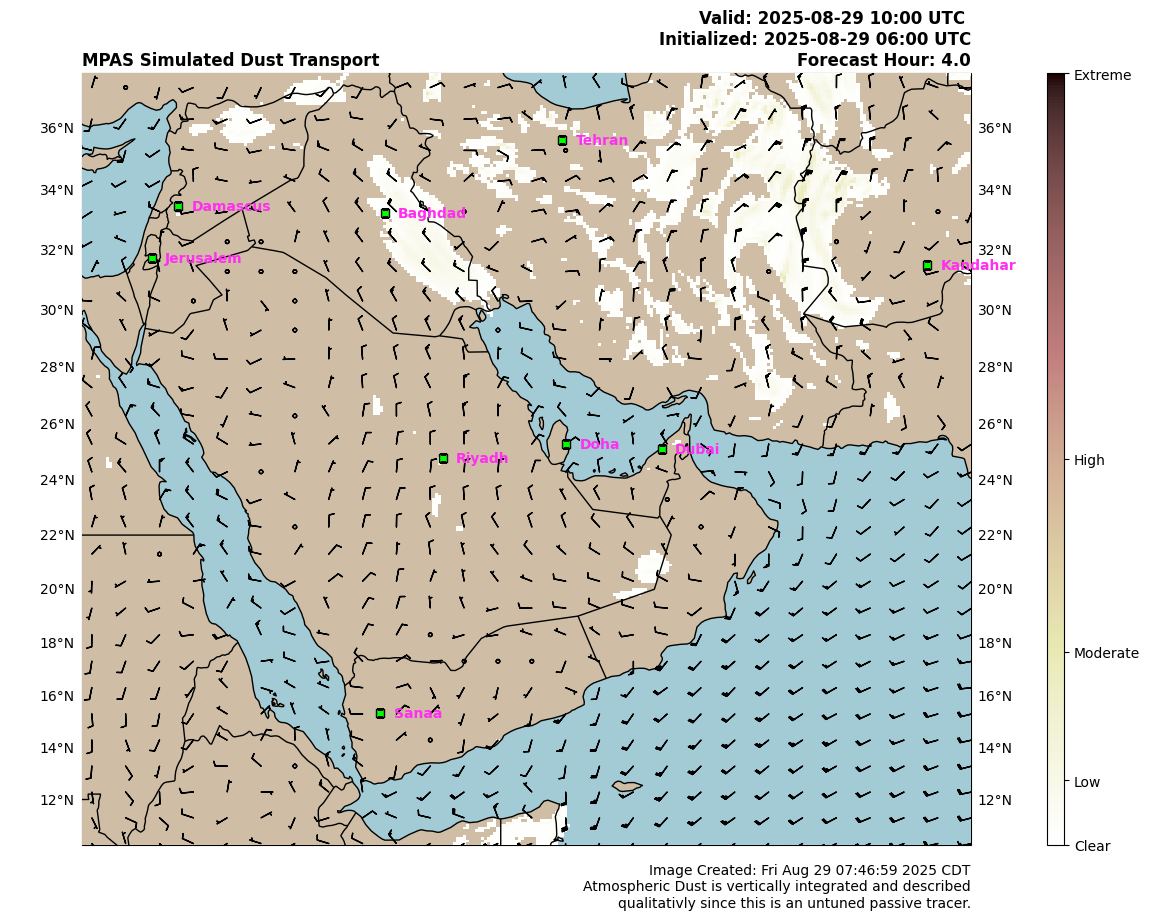 Valid: 2025-08-29 10:00 UTC
Initialized: 2025-08-29 06:00 UTC
MPAS Simulated Dust Transport
Forecast Hour: 4.0
Extreme
36°N
Tehran
36°N
34°N
34°N
Damascus
Baghdad
32°N
32°N
Jerusalem
Kandahar
30°N
30°N
28°N
28°N
26°N
26°N
Doha
Dubai
Riyadh
High
24°N
24°N
22°N
22°N
20°N
20°N
18°N
18°N
Moderate
16°N
16°N
Sanaa
14°N
14°N
Low
12°N
12°N
Clear
Image Created: Fri Aug 29 07:46:59 2025 CDT
Atmospheric Dust is vertically integrated and described
qualitativly since this is an untuned passive tracer.